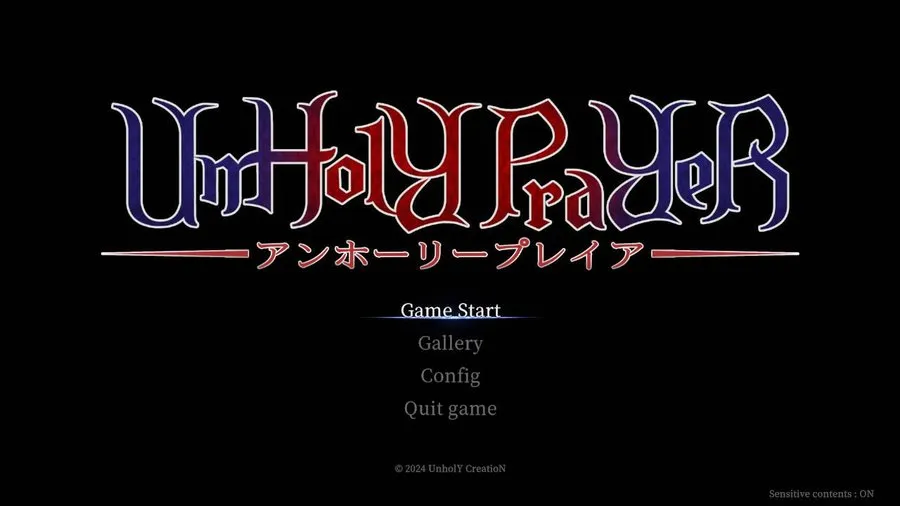 UnHolY PraYeR
アンホーリープレイア
Game Start
Gallery
Config
Quit game
© 2024 UnholY CreatioN
Sensitive contents : ON